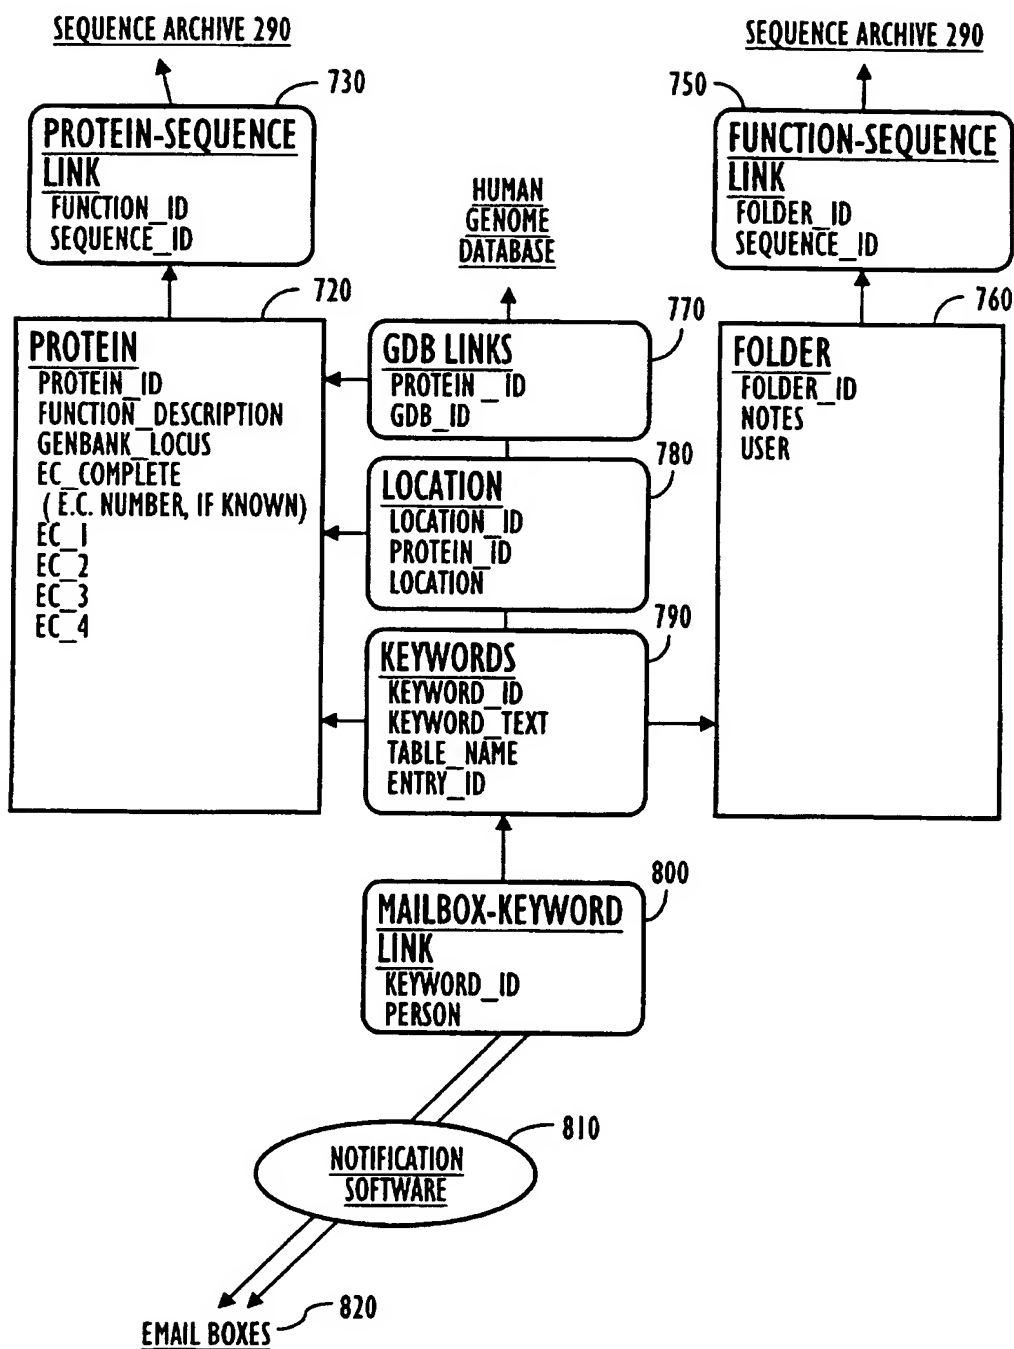 SEQUENCE ARCHIVE 290
SEQUENCE ARCHIVE 290
730
PROTEIN-SEQUENCE
LINK
FUNCTION_ID
SEQUENCE_ID
750
FUNCTION-SEQUENCE
LINK
FOLDER_ID
SEQUENCE_ID
HUMAN
GENOME
DATABASE
720
PROTEIN
PROTEIN_ID
FUNCTION_DESCRIPTION
GENBANK_LOCUS
EC_COMPLETE
( E.C. NUMBER, IF KNOWN)
EC_1
EC_2
EC_3
EC_4
770
GDB LINKS
PROTEIN_ID
GDB_ID
760
FOLDER
FOLDER_ID
NOTES
USER
780
LOCATION
LOCATION_ID
PROTEIN_ID
LOCATION
790
KEYWORDS
KEYWORD_ID
KEYWORD_TEXT
TABLE_NAME
ENTRY_ID
800
MAILBOX-KEYWORD
LINK
KEYWORD_ID
PERSON
810
NOTIFICATION
SOFTWARE
820
EMAIL BOXES